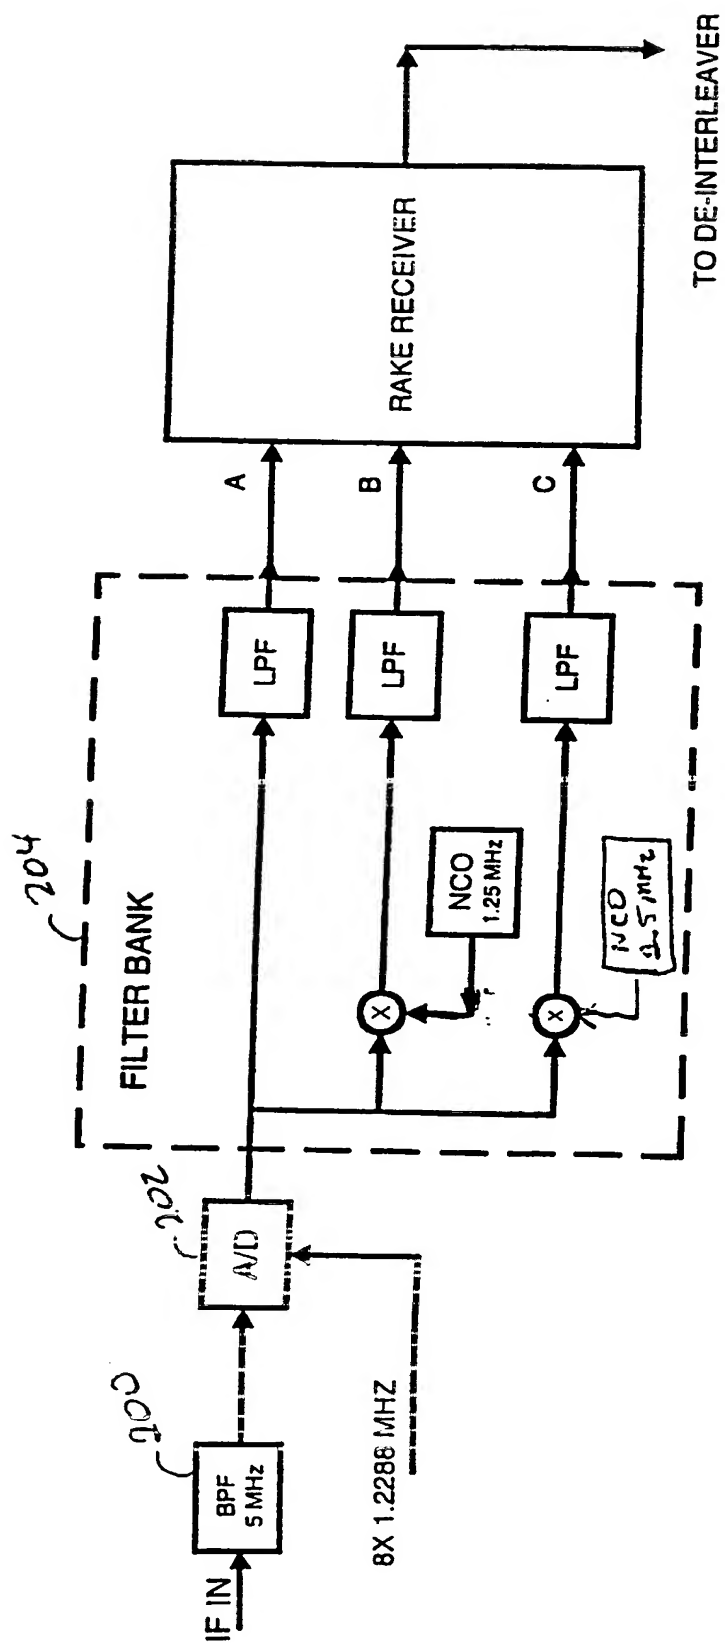 204
FILTER BANK
200
202
IF IN
BPF
5 MHz
A/D
8X 1.2288 MHZ
LPF
A
X
LPF
B
NCO
1.25 MHz
X
LPF
C
NCO
2.5 MHz
RAKE RECEIVER
TO DE-INTERLEAVER